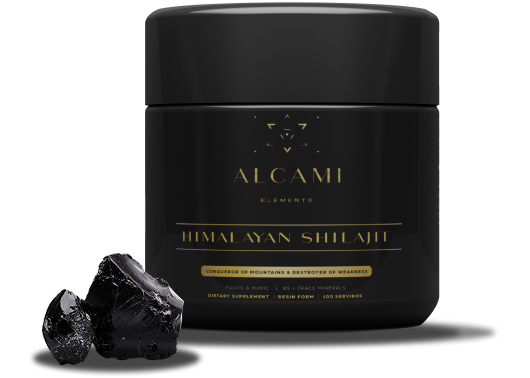 ALCAMI
ELEMENTS
HIMALAYAN SHILAJIT
CONQUEROR OF MOUNTAINS & DESTROYER OF WEAKNESS
FULVO & HUMIC | 85 + TRACE MINERALS
DIETARY SUPPLEMENT | RESIN FORM | 100 SERVINGS